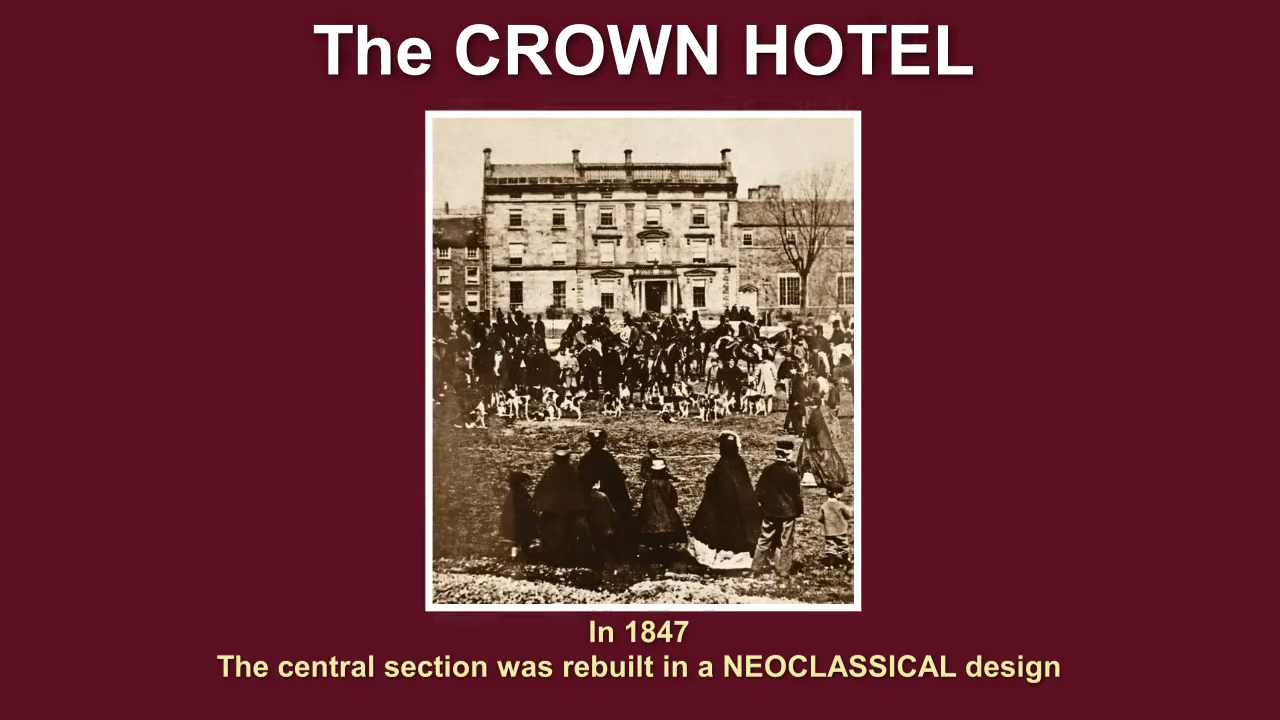 The CROWN HOTEL
In 1847
The central section was rebuilt in a NEOCLASSICAL design